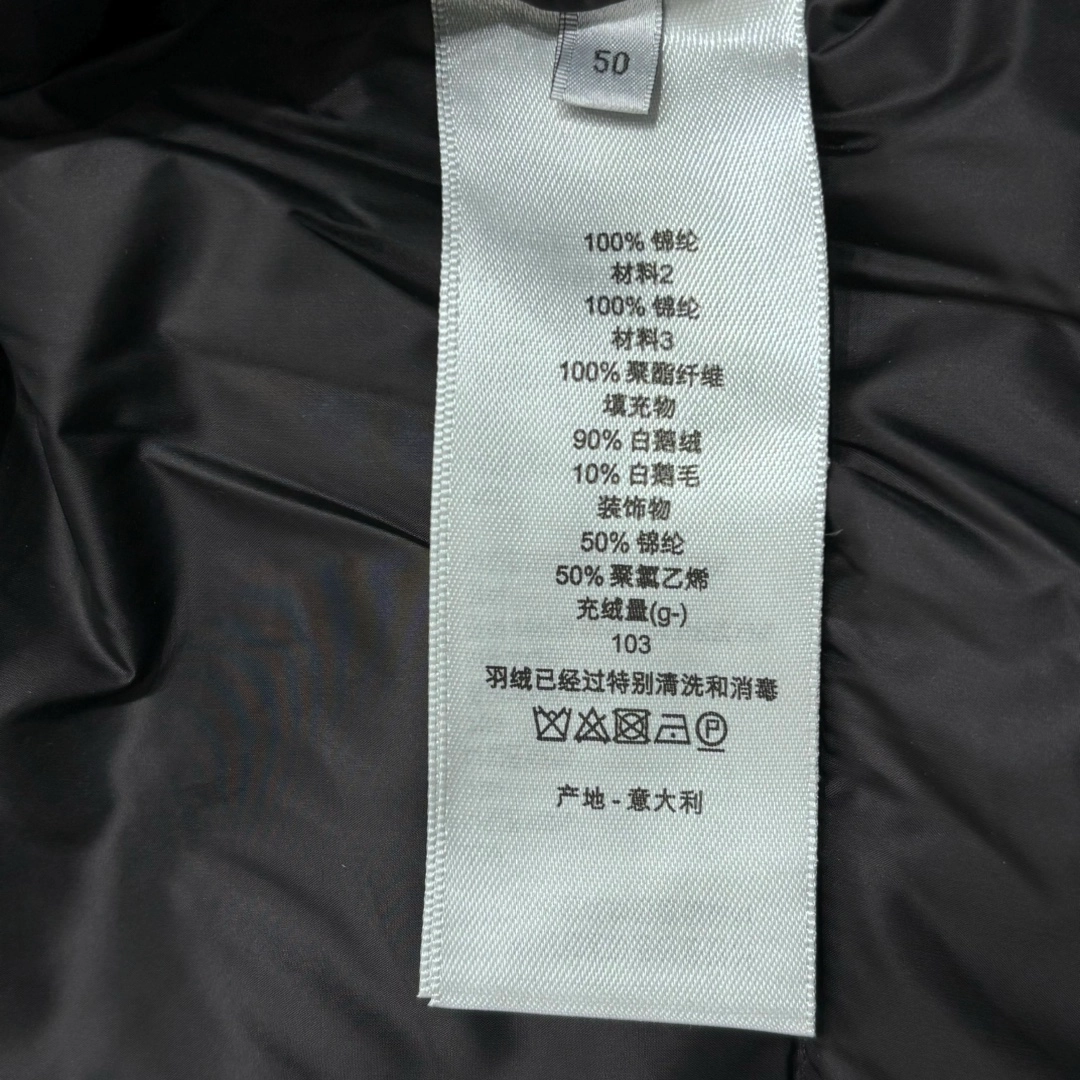 50
100% 锦纶
材料2
100% 锦纶
材料3
100% 聚酯纤维
填充物
90% 白鹅绒
10% 白鹅毛
装饰物
50% 锦纶
50% 聚氯乙烯
充绒量(g-)
103
羽绒已经过特别清洗和消毒
P
产地 - 意大利